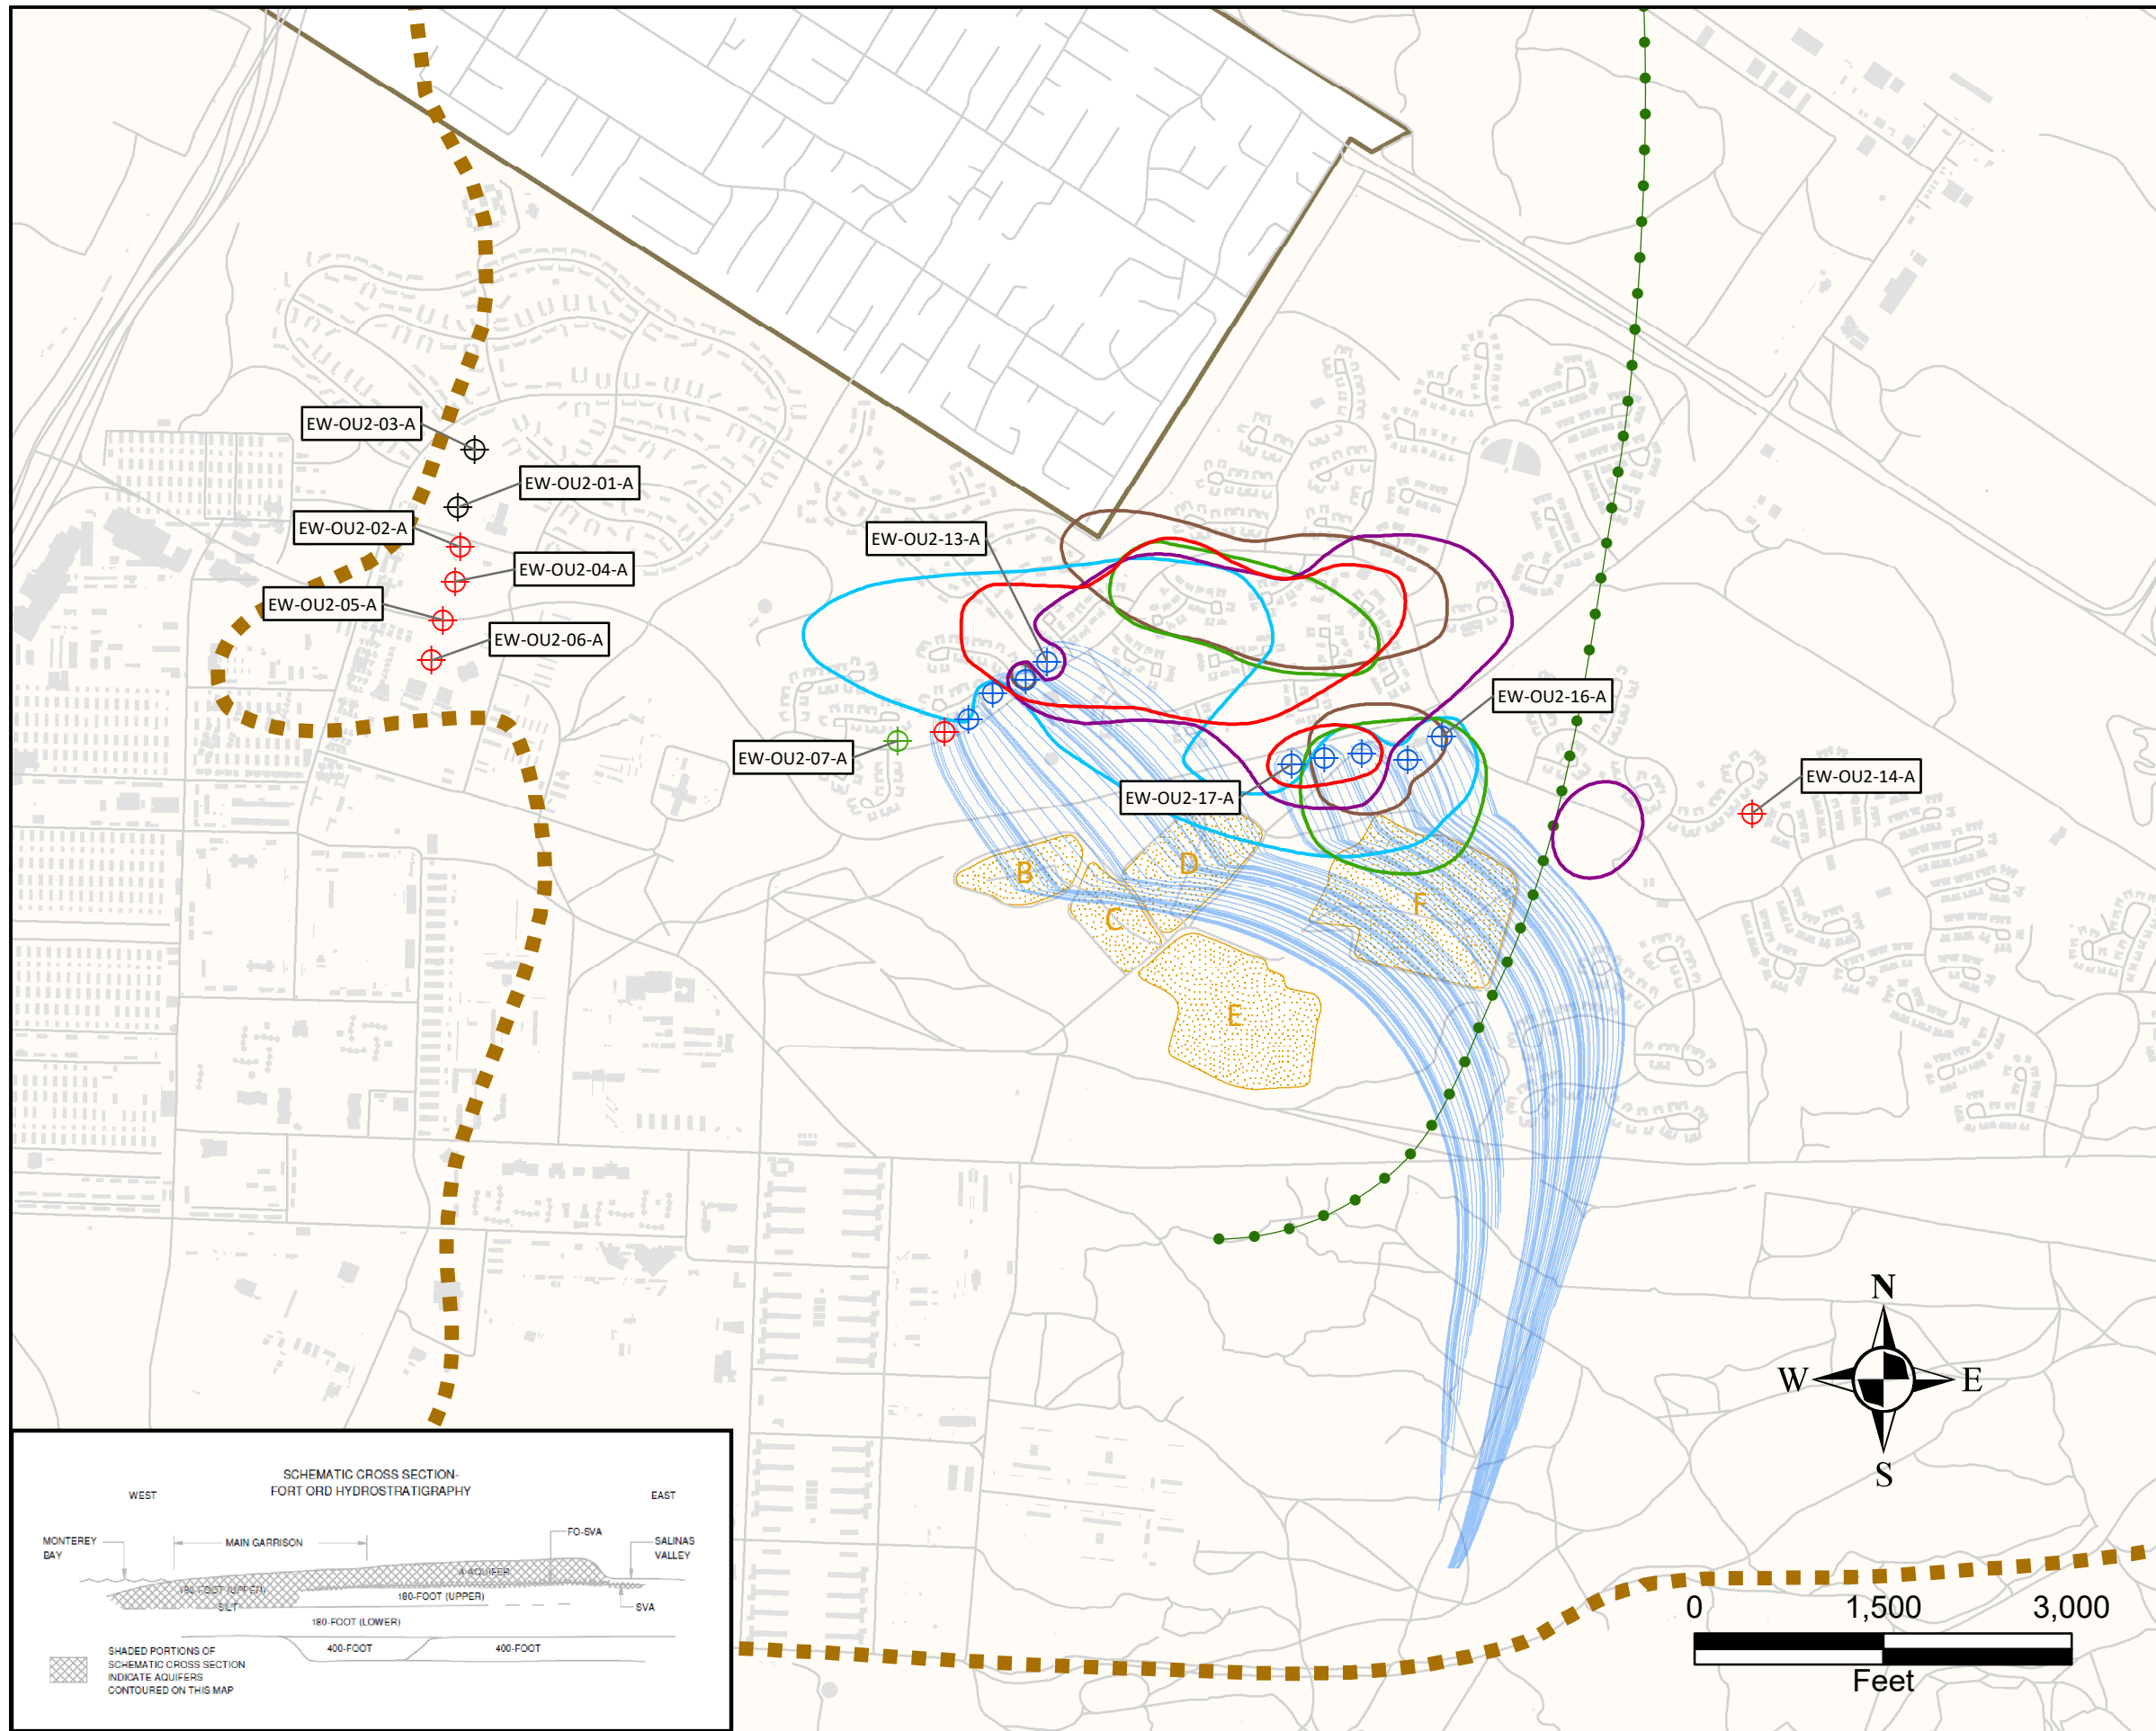 EW-OU2-03-A
EW-OU2-01-A
EW-OU2-02-A
EW-OU2-13-A
EW-OU2-04-A
EW-OU2-05-A
EW-OU2-06-A
EW-OU2-16-A
EW-OU2-07-A
EW-OU2-14-A
EW-OU2-17-A
B
D
C
F
E
N
W E
S
0 1,500 3,000
Feet
SCHEMATIC CROSS SECTION-
FORT ORD HYDROSTRATIGRAPHY
WEST EAST
MONTEREY
BAY
MAIN GARRISON
FO-SVA
SALINAS
VALLEY
A-AQUIFER
180-FOOT (UPPER)
180-FOOT (UPPER)
SILT
SVA
180-FOOT (LOWER)
400-FOOT 400-FOOT
SHADED PORTIONS OF
SCHEMATIC CROSS SECTION
INDICATE AQUIFERS
CONTOURED ON THIS MAP